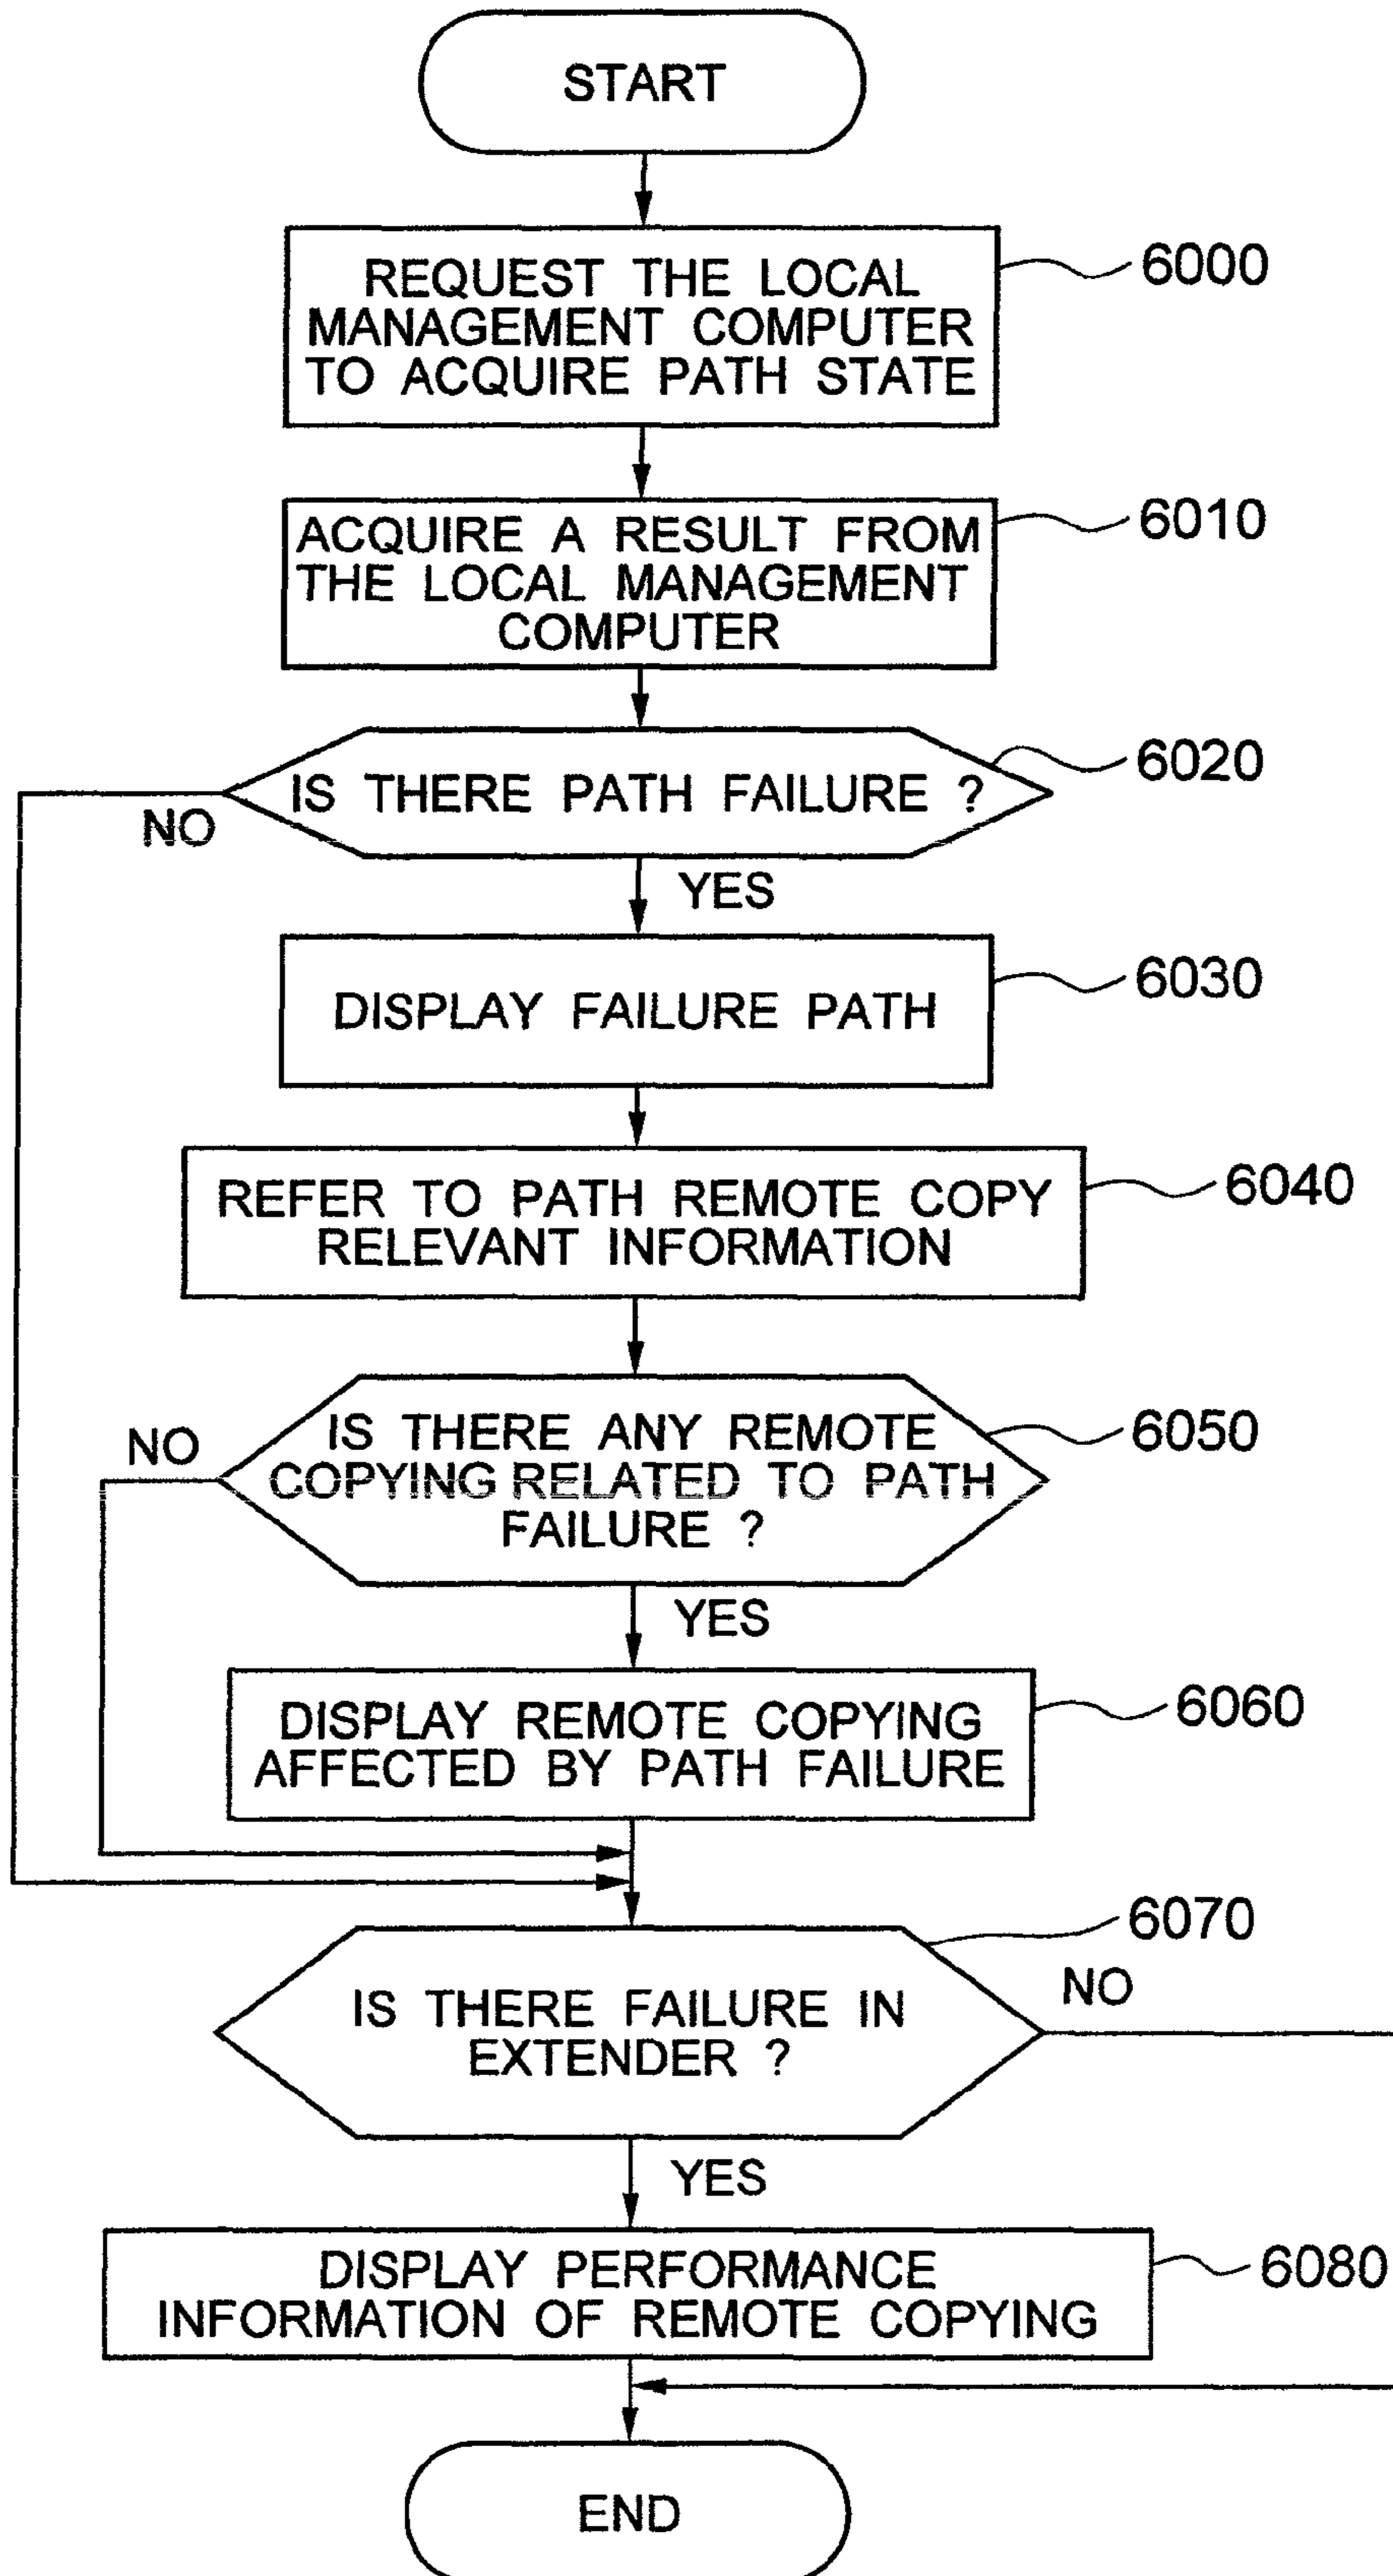 START
REQUEST THE LOCAL
MANAGEMENT COMPUTER
TO ACQUIRE PATH STATE
6000
ACQUIRE A RESULT FROM
THE LOCAL MANAGEMENT
COMPUTER
6010
IS THERE PATH FAILURE ?
6020
NO
YES
DISPLAY FAILURE PATH
6030
REFER TO PATH REMOTE COPY
RELEVANT INFORMATION
6040
IS THERE ANY REMOTE
COPYING RELATED TO PATH
FAILURE ?
6050
NO
YES
DISPLAY REMOTE COPYING
AFFECTED BY PATH FAILURE
6060
IS THERE FAILURE IN
EXTENDER ?
6070
NO
YES
DISPLAY PERFORMANCE
INFORMATION OF REMOTE COPYING
6080
END